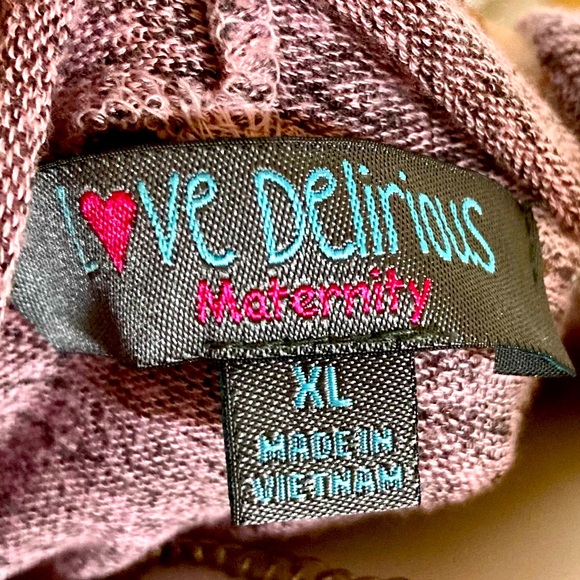 Love Delirious
Maternity
XL
MADE IN
VIETNAM